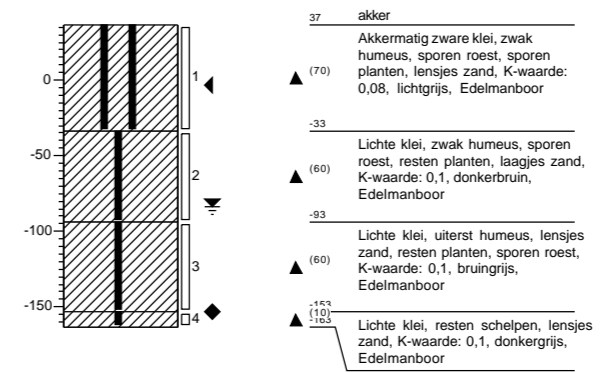 37 akker
Akkermatig zware klei, zwak
humeus, sporen roest, sporen
planten, lensjes zand, K-waarde:
0,08, lichtgrijs, Edelmanboor
(70)
-33
Lichte klei, zwak humeus, sporen
roest, resten planten, laagjes zand,
K-waarde: 0,1, donkerbruin,
Edelmanboor
(60)
-93
Lichte klei, uiterst humeus, lensjes
zand, resten planten, sporen roest,
K-waarde: 0,1, bruingrijs,
Edelmanboor
(60)
-153
(10)
-163
Lichte klei, resten schelpen, lensjes
zand, K-waarde: 0,1, donkergrijs,
Edelmanboor
0
-50
-100
-150
1
2
3
4